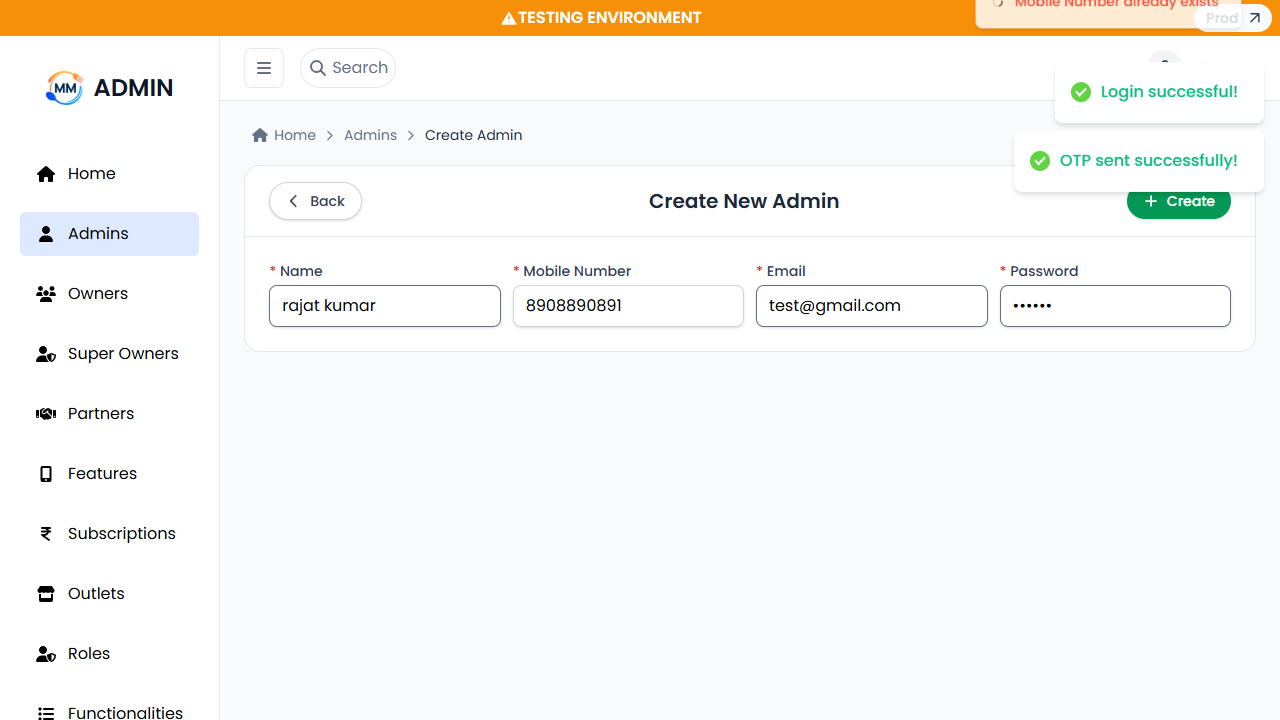 TESTING ENVIRONMENT
Mobile Number already exists
Prod
MM ADMIN
Search
Login successful!
OTP sent successfully!
Home
Admins
Owners
Super Owners
Partners
Features
Subscriptions
Outlets
Roles
Functionalities
Home > Admins > Create Admin
Back
Create New Admin
+ Create
* Name
* Mobile Number
* Email
* Password
rajat kumar
8908890891
test@gmail.com
••••••